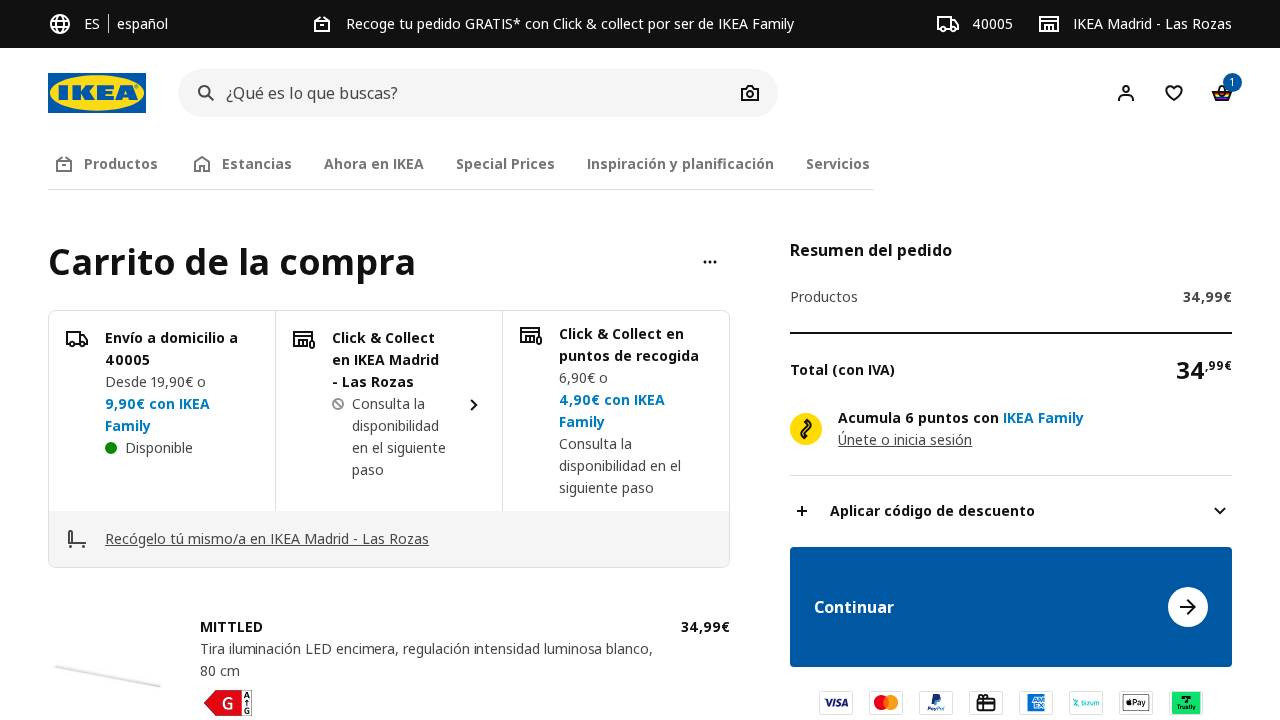 ES español
Recoge tu pedido GRATIS* con Click & collect por ser de IKEA Family
40005
IKEA Madrid - Las Rozas
IKEA
¿Qué es lo que buscas?
1
Productos
Estancias
Ahora en IKEA
Special Prices
Inspiración y planificación
Servicios
Carrito de la compra
Envío a domicilio a
40005
Desde 19,90€ o
9,90€ con IKEA
Family
Disponible
Click & Collect
en IKEA Madrid
- Las Rozas
Consulta la
disponibilidad
en el siguiente
paso
Click & Collect en
puntos de recogida
6,90€ o
4,90€ con IKEA
Family
Consulta la
disponibilidad en el
siguiente paso
Recógelo tú mismo/a en IKEA Madrid - Las Rozas
MITTLED
34,99€
Tira iluminación LED encimera, regulación intensidad luminosa blanco,
80 cm
G
A
G
Resumen del pedido
Productos
34,99€
Total (con IVA)
34,99€
Acumula 6 puntos con IKEA Family
Únete o inicia sesión
Aplicar código de descuento
Continuar
VISA
PayPal
AMEX
bizum
Apple Pay
Trustly